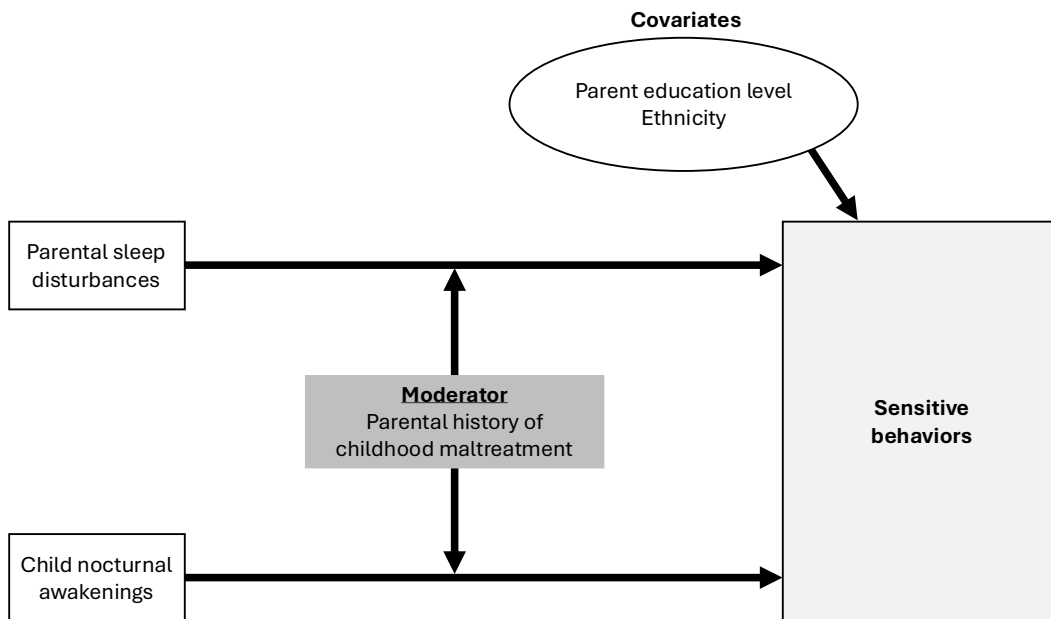 Covariates
Parent education level
Ethnicity
Parental sleep
disturbances
Moderator
Parental history of
childhood maltreatment
Sensitive
behaviors
Child nocturnal
awakenings